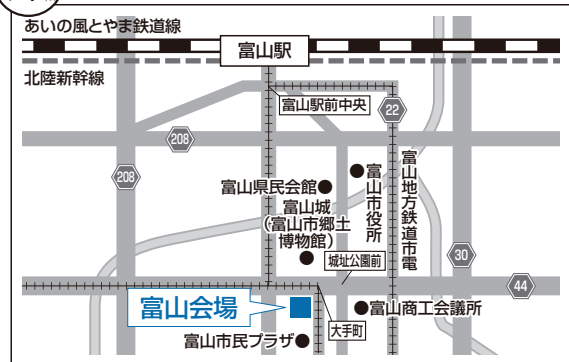 あいの風とやま鉄道線
富山駅
北陸新幹線
富山駅前中央
22
208
208
富山県民会館
富山市役所
富山地方鉄道市電
富山城
（富山市郷土
博物館）
城址公園前
30
44
富山会場
大手町
富山商工会議所
富山市民プラザ